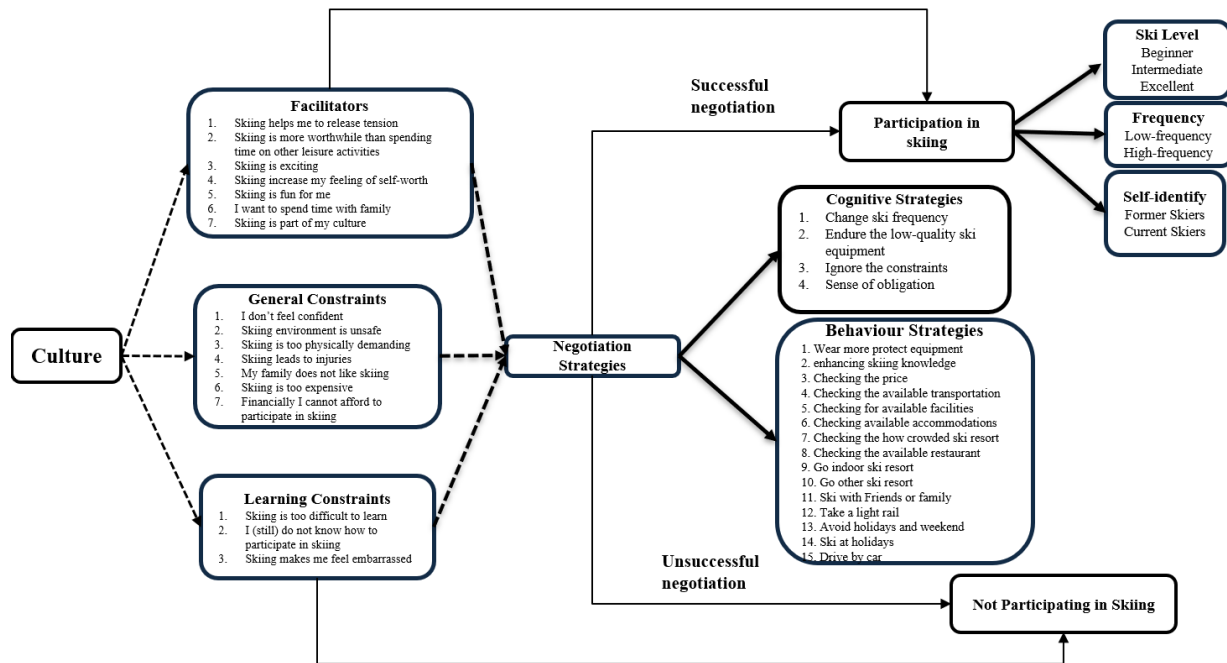 Culture
Facilitators
1. Skiing helps me to release tension
2. Skiing is more worthwhile than spending
time on other leisure activities
3. Skiing is exciting
4. Skiing increase my feeling of self-worth
5. Skiing is fun for me
6. I want to spend time with family
7. Skiing is part of my culture
General Constraints
1. I don’t feel confident
2. Skiing environment is unsafe
3. Skiing is too physically demanding
4. Skiing leads to injuries
5. My family does not like skiing
6. Skiing is too expensive
7. Financially I cannot afford to
participate in skiing
Learning Constraints
1. Skiing is too difficult to learn
2. I (still) do not know how to
participate in skiing
3. Skiing makes me feel embarrassed
Negotiation
Strategies
Successful
negotiation
Participation in
skiing
Ski Level
Beginner
Intermediate
Excellent
Frequency
Low-frequency
High-frequency
Self-identify
Former Skiers
Current Skiers
Cognitive Strategies
1. Change ski frequency
2. Endure the low-quality ski
equipment
3. Ignore the constraints
4. Sense of obligation
Behaviour Strategies
1. Wear more protect equipment
2. enhancing skiing knowledge
3. Checking the price
4. Checking the available transportation
5. Checking for available facilities
6. Checking available accommodations
7. Checking the how crowded ski resort
8. Checking the available restaurant
9. Go indoor ski resort
10. Go other ski resort
11. Ski with Friends or family
12. Take a light rail
13. Avoid holidays and weekend
14. Ski at holidays
15. Drive by car
Unsuccessful
negotiation
Not Participating in Skiing